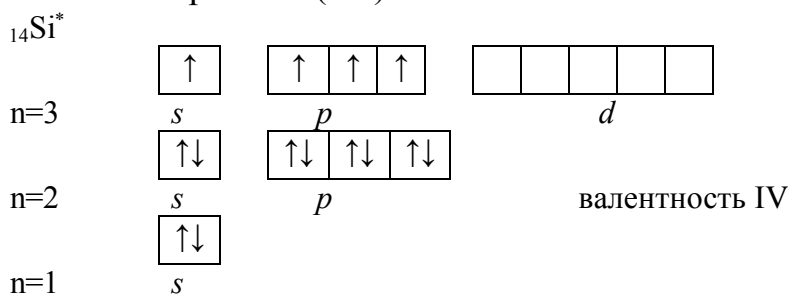 ₁₄Si*
↑ ↑ ↑ ↑
n=3 s p d
↑↓ ↑↓ ↑↓ ↑↓
n=2 s p валентность IV
↑↓
n=1 s